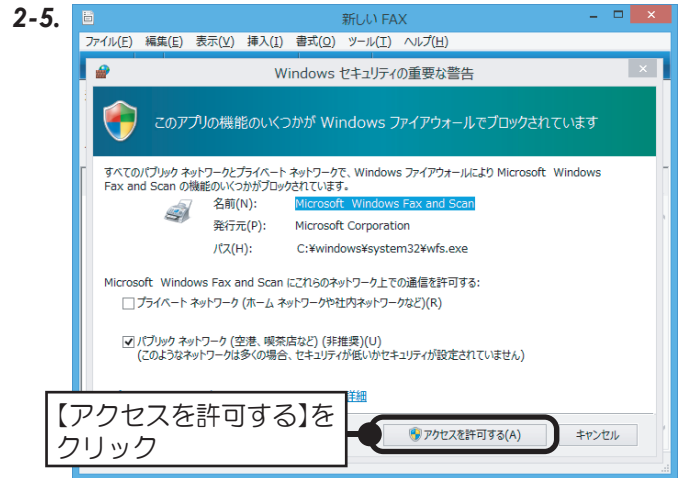 2-5.
新しい FAX
ファイル(F) 編集(E) 表示(V) 挿入(I) 書式(O) ツール(T) ヘルプ(H)
Windows セキュリティの重要な警告
このアプリの機能のいくつかが Windows ファイアウォールでブロックされています
すべてのパブリック ネットワークとプライベート ネットワークで、Windows ファイアウォールにより Microsoft Windows
Fax and Scan の機能のいくつかがブロックされています。
名前(N): Microsoft Windows Fax and Scan
発行元(P): Microsoft Corporation
パス(H): C:¥windows¥system32¥wfs.exe
Microsoft Windows Fax and Scan にこれらのネットワーク上での通信を許可する:
プライベート ネットワーク (ホーム ネットワークや社内ネットワークなど)(R)
パブリック ネットワーク (空港、喫茶店など) (非推奨)(U)
(このようなネットワークは多くの場合、セキュリティが低いかセキュリティが設定されていません)
詳細
【アクセスを許可する】を
クリック
アクセスを許可する(A) キャンセル